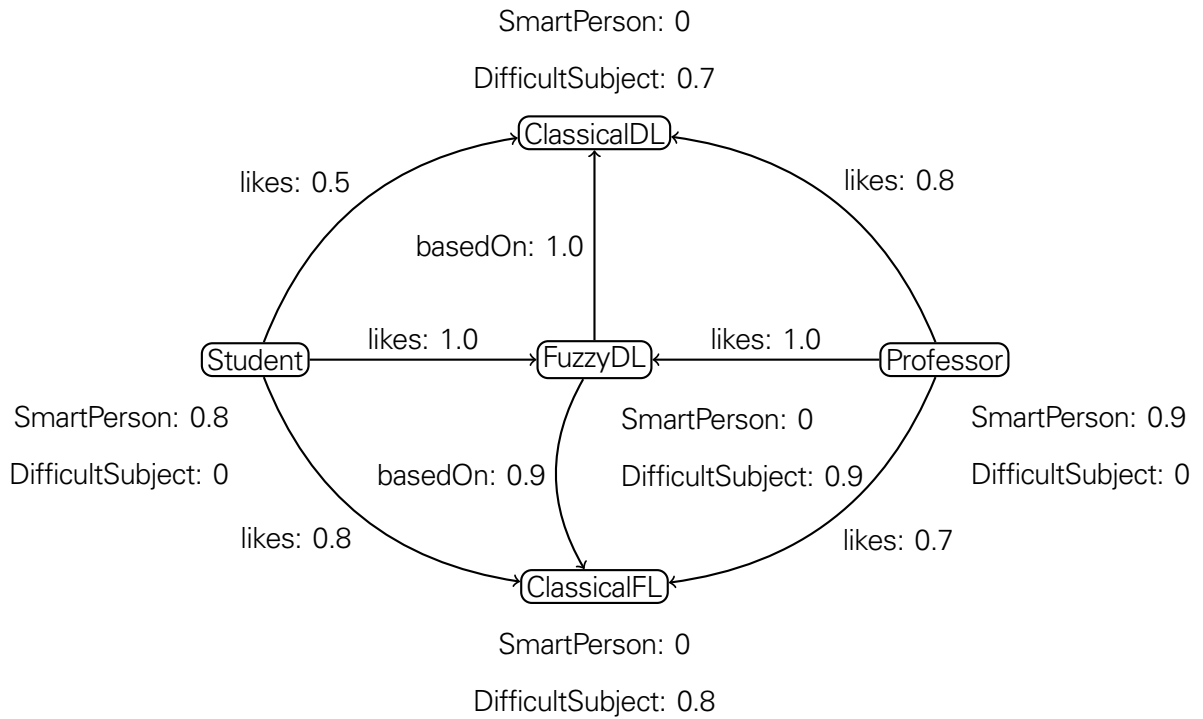 SmartPerson: 0
DifficultSubject: 0.7
ClassicalDL
likes: 0.5
likes: 0.8
basedOn: 1.0
likes: 1.0
likes: 1.0
Student
FuzzyDL
Professor
SmartPerson: 0.8
SmartPerson: 0
SmartPerson: 0.9
DifficultSubject: 0
basedOn: 0.9
DifficultSubject: 0.9
DifficultSubject: 0
likes: 0.8
likes: 0.7
ClassicalFL
SmartPerson: 0
DifficultSubject: 0.8